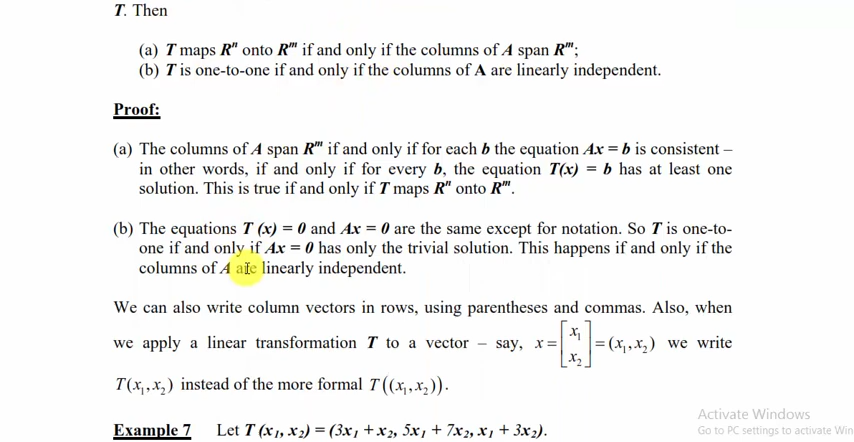 T. Then
(a) T maps Rⁿ onto Rᵐ if and only if the columns of A span Rᵐ;
(b) T is one-to-one if and only if the columns of A are linearly independent.
Proof:
(a) The columns of A span Rᵐ if and only if for each b the equation Ax = b is consistent –
in other words, if and only if for every b, the equation T(x) = b has at least one
solution. This is true if and only if T maps Rⁿ onto Rᵐ.
(b) The equations T (x) = 0 and Ax = 0 are the same except for notation. So T is one-to-
one if and only if Ax = 0 has only the trivial solution. This happens if and only if the
columns of A are linearly independent.
We can also write column vectors in rows, using parentheses and commas. Also, when
we apply a linear transformation T to a vector – say, x = [x₁ x₂] = (x₁, x₂) we write
T(x₁, x₂) instead of the more formal T((x₁, x₂)).
Example 7 Let T (x₁, x₂) = (3x₁ + x₂, 5x₁ + 7x₂, x₁ + 3x₂).
Activate Windows
Go to PC settings to activate Win